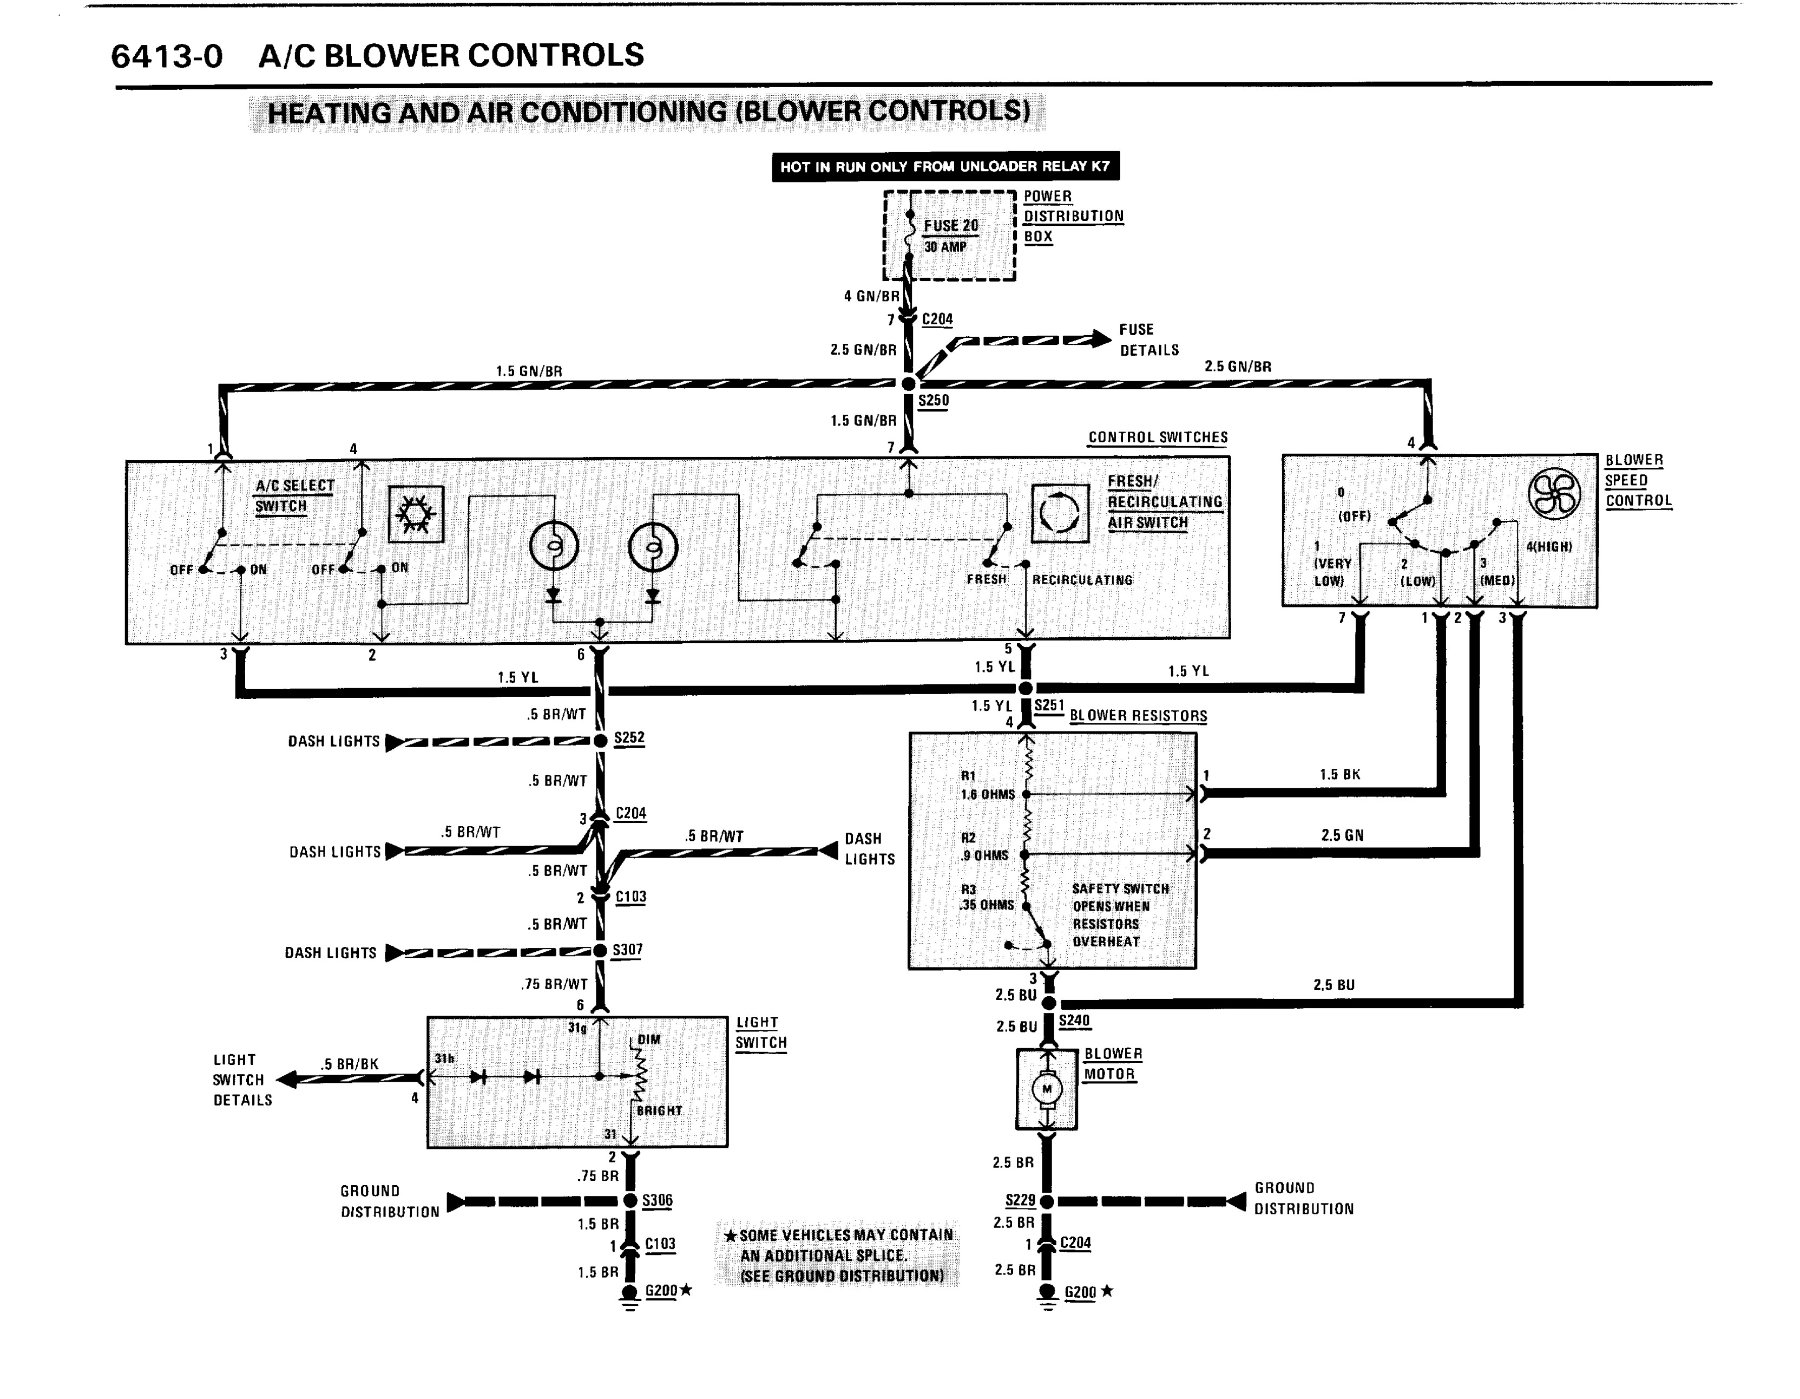 6413-0 A/C BLOWER CONTROLS
HEATING AND AIR CONDITIONING (BLOWER CONTROLS)
HOT IN RUN ONLY FROM UNLOADER RELAY K7
POWER
DISTRIBUTION
BOX
FUSE 20
30 AMP
4 GN/BR
7 C204
2.5 GN/BR
FUSE
DETAILS
1.5 GN/BR
2.5 GN/BR
S250
1.5 GN/BR
CONTROL SWITCHES
1
4
7
4
A/C SELECT
SWITCH
FRESH/
RECIRCULATING
AIR SWITCH
BLOWER
SPEED
CONTROL
0
(OFF)
1
(VERY
LOW)
2
(LOW)
3
(MED)
4(HIGH)
OFF ON
OFF ON
FRESH RECIRCULATING
3
2
6
5
7
1
2
3
1.5 YL
1.5 YL
1.5 YL
.5 BR/WT
1.5 YL
S251
4
BLOWER RESISTORS
DASH LIGHTS
S252
.5 BR/WT
R1
1.6 OHMS
1
1.5 BK
3 C204
.5 BR/WT
.5 BR/WT
DASH LIGHTS
DASH
LIGHTS
R2
.9 OHMS
2
2.5 GN
.5 BR/WT
2 C103
R3
.35 OHMS
SAFETY SWITCH
OPENS WHEN
RESISTORS
OVERHEAT
.5 BR/WT
DASH LIGHTS
S307
.75 BR/WT
6
3
2.5 BU
2.5 BU
S240
2.5 BU
31g
LIGHT
SWITCH
DIM
BRIGHT
31h
31
LIGHT
SWITCH
DETAILS
.5 BR/BK
4
BLOWER
MOTOR
M
2
.75 BR
2.5 BR
GROUND
DISTRIBUTION
S306
S229
GROUND
DISTRIBUTION
1.5 BR
2.5 BR
1 C103
1 C204
1.5 BR
2.5 BR
G200★
G200 ★
★SOME VEHICLES MAY CONTAIN
AN ADDITIONAL SPLICE.
(SEE GROUND DISTRIBUTION)